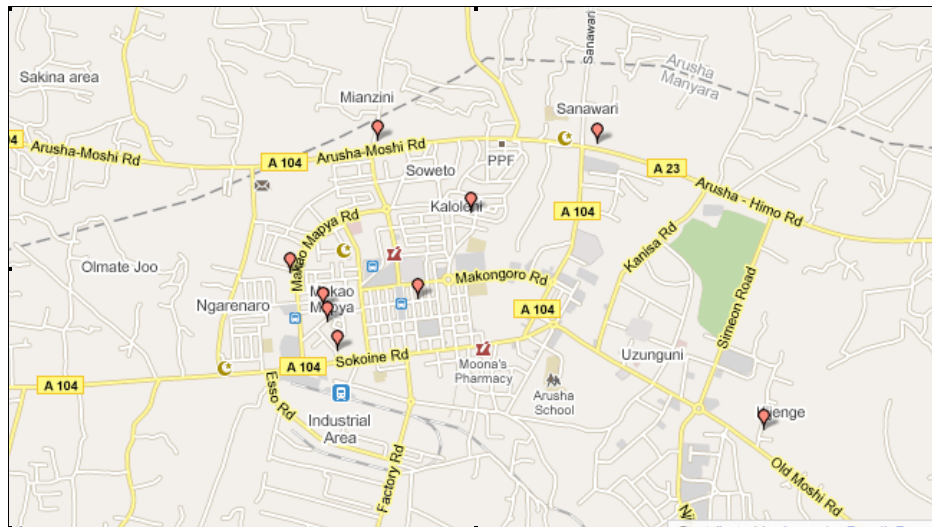 Sanawari
Arusha
Manyara
Sakina area
Mianzini
Sanawari
04
Arusha-Moshi Rd
A 104
Arusha-Moshi Rd
PPF
A 23
Soweto
Arusha - Himo Rd
Kaloleni
A 104
Makao Mapya Rd
Kanisa Rd
Olmate Joo
Makongoro Rd
Makao
Mapya
Ngarenaro
A 104
Simeon Road
Sokoine Rd
A 104
Uzunguni
Moona's
Pharmacy
A 104
Arusha
School
Esso Rd
Industrial
Area
Kijenge
Factory Rd
Old Moshi Rd